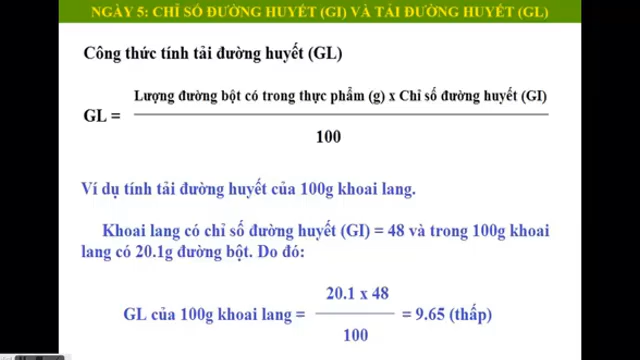 NGÀY 5: CHỈ SỐ ĐƯỜNG HUYẾT (GI) VÀ TẢI ĐƯỜNG HUYẾT (GL)
Công thức tính tải đường huyết (GL)
Lượng đường bột có trong thực phẩm (g) x Chỉ số đường huyết (GI)
GL =
100
Ví dụ tính tải đường huyết của 100g khoai lang.
Khoai lang có chỉ số đường huyết (GI) = 48 và trong 100g khoai
lang có 20.1g đường bột. Do đó:
20.1 x 48
GL của 100g khoai lang = = 9.65 (thấp)
100